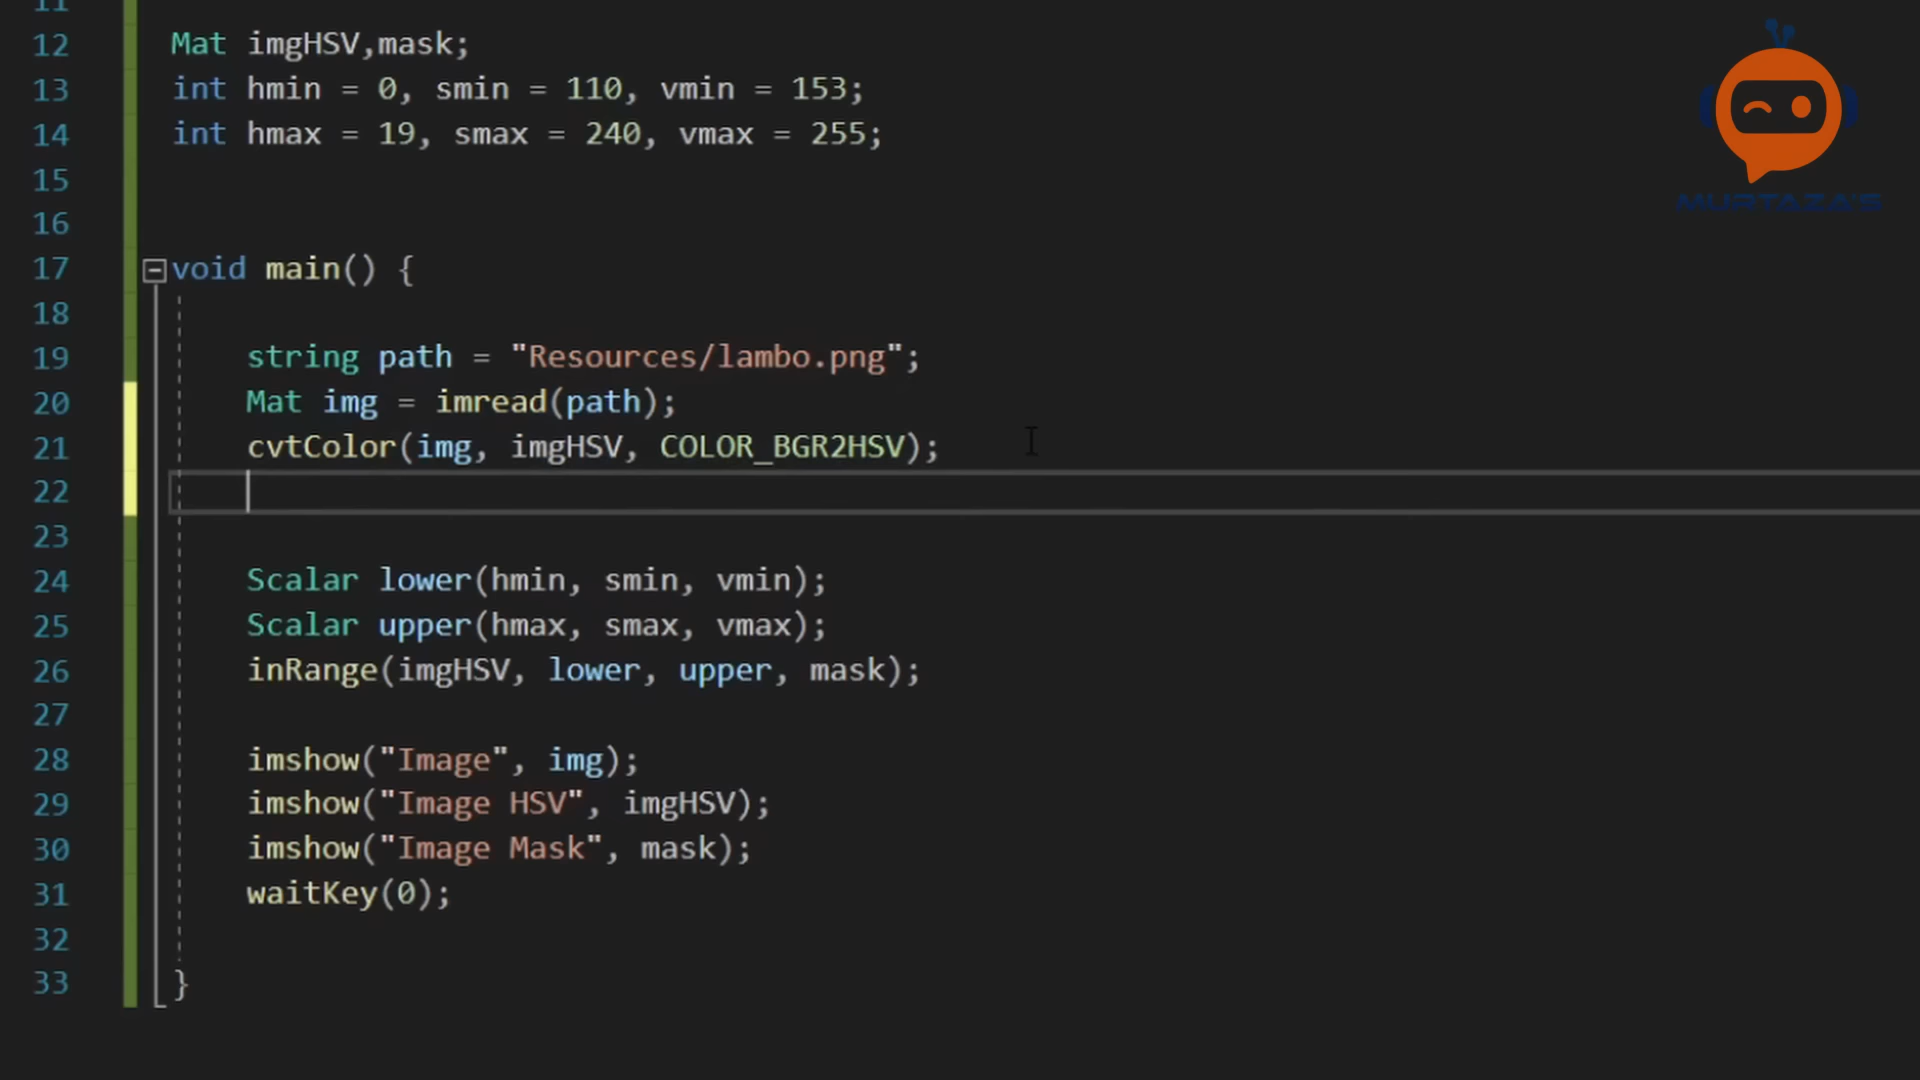 11
12 Mat imgHSV,mask;
13 int hmin = 0, smin = 110, vmin = 153;
14 int hmax = 19, smax = 240, vmax = 255;
15
16
17 void main() {
18
19 string path = "Resources/lambo.png";
20 Mat img = imread(path);
21 cvtColor(img, imgHSV, COLOR_BGR2HSV);
22
23
24 Scalar lower(hmin, smin, vmin);
25 Scalar upper(hmax, smax, vmax);
26 inRange(imgHSV, lower, upper, mask);
27
28 imshow("Image", img);
29 imshow("Image HSV", imgHSV);
30 imshow("Image Mask", mask);
31 waitKey(0);
32
33 }
MURTAZA'S